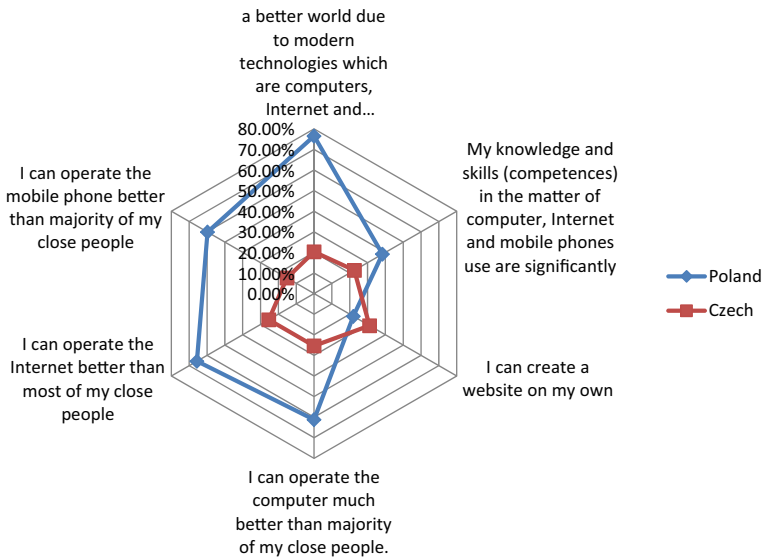 a better world due
to modern
technologies which
are computers,
Internet and…
80.00%
70.00%
60.00%
50.00%
40.00%
30.00%
20.00%
10.00%
0.00%
My knowledge and
skills (competences)
in the matter of
computer, Internet
and mobile phones
use are significantly
I can create a
website on my own
I can operate the
computer much
better than majority
of my close people.
I can operate the
Internet better than
most of my close
people
I can operate the
mobile phone better
than majority of my
close people
Poland
Czech